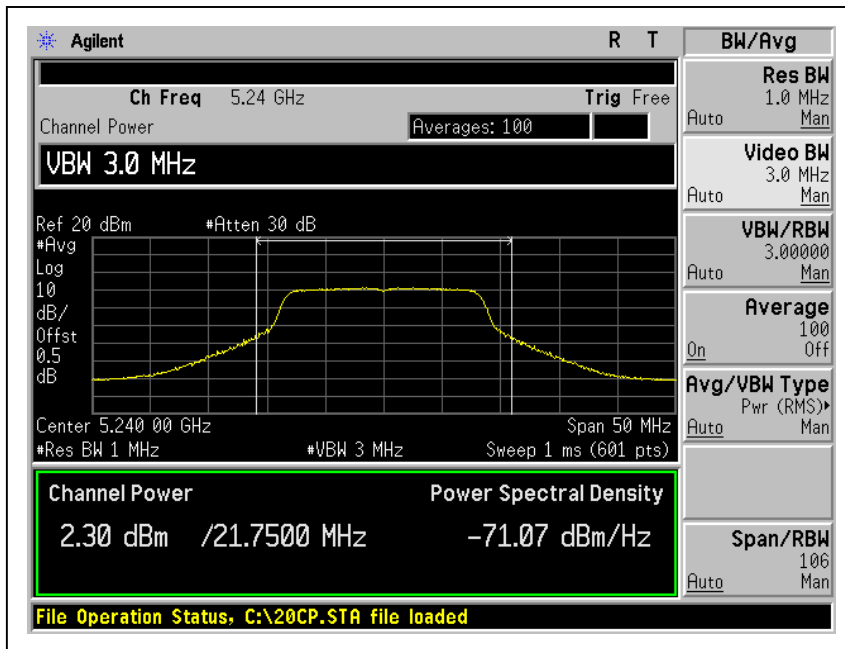 Agilent R T
Ch Freq 5.24 GHz Trig Free
Channel Power Averages: 100
VBW 3.0 MHz
Ref 20 dBm #Atten 30 dB
#Avg
Log
10
dB/
Offst
0.5
dB
Center 5.240 00 GHz Span 50 MHz
#Res BW 1 MHz #VBW 3 MHz Sweep 1 ms (601 pts)
Channel Power Power Spectral Density
2.30 dBm /21.7500 MHz -71.07 dBm/Hz
File Operation Status, C:\20CP.STA file loaded
BW/Avg
Res BW
1.0 MHz
Auto Man
Video BW
3.0 MHz
Auto Man
VBW/RBW
3.00000
Auto Man
Average
100
On Off
Avg/VBW Type
Pwr (RMS)▸
Auto Man
Span/RBW
106
Auto Man